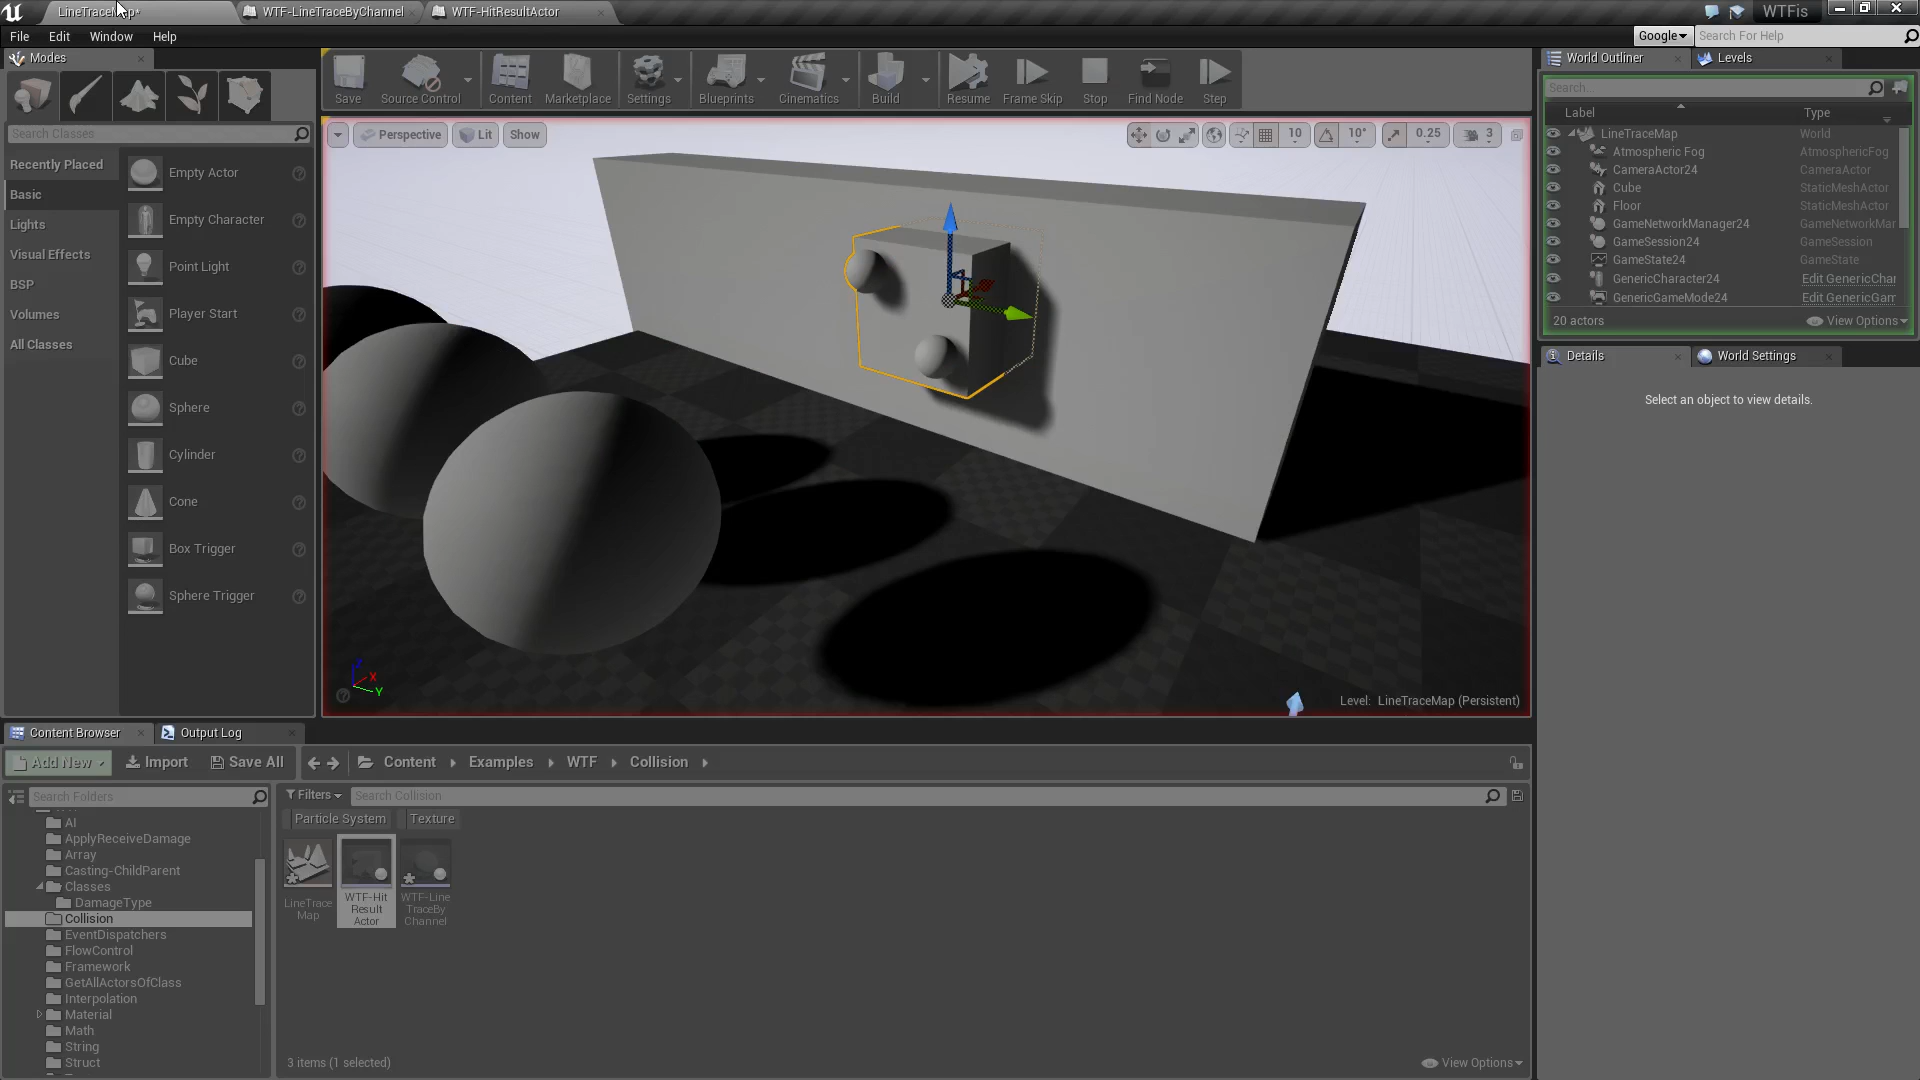 LineTraceMap*
WTF-LineTraceByChannel
WTF-HitResultActor
WTFis
File Edit Window Help
Google
Search For Help
Modes
Save
Source Control
Content
Marketplace
Settings
Blueprints
Cinematics
Build
Resume
Frame Skip
Stop
Find Node
Step
Search Classes
Recently Placed
Basic
Lights
Visual Effects
BSP
Volumes
All Classes
Empty Actor
Empty Character
Point Light
Player Start
Cube
Sphere
Cylinder
Cone
Box Trigger
Sphere Trigger
Perspective
Lit
Show
10
10°
0.25
3
Z
X
Y
Level: LineTraceMap (Persistent)
World Outliner
Levels
Search...
Label Type
LineTraceMap World
Atmospheric Fog AtmosphericFog
CameraActor24 CameraActor
Cube StaticMeshActor
Floor StaticMeshActor
GameNetworkManager24 GameNetworkMar
GameSession24 GameSession
GameState24 GameState
GenericCharacter24 Edit GenericChar
GenericGameMode24 Edit GenericGam
20 actors
View Options
Details
World Settings
Select an object to view details.
Content Browser
Output Log
Add New
Import
Save All
Content
Examples
WTF
Collision
Search Folders
Filters
Search Collision
Particle System
Texture
AI
ApplyReceiveDamage
Array
Casting-ChildParent
Classes
DamageType
Collision
EventDispatchers
FlowControl
Framework
GetAllActorsOfClass
Interpolation
Material
Math
String
Struct
LineTrace
Map
WTF-Hit
Result
Actor
WTF-Line
TraceBy
Channel
3 items (1 selected)
View Options